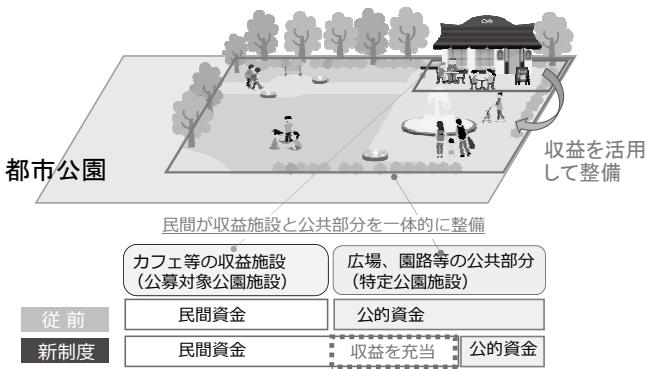 収益を活用
して整備
都市公園
民間が収益施設と公共部分を一体的に整備
カフェ等の収益施設
（公募対象公園施設）
広場、園路等の公共部分
（特定公園施設）
従前
民間資金
公的資金
新制度
民間資金
収益を充当
公的資金